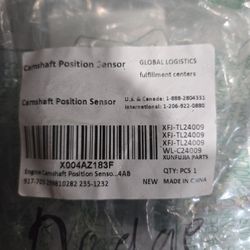 Camshaft Position Sensor
GLOBAL LOGISTICS
fulfillment centers
Camshaft Position Sensor
U.s & Canada: 1-888-2804331
International: 1-206-922-0880
XFJ-TL24009
XFJ-TL24009
XFJ-TL24009
WL-C24009
XUNFUJIA PARTS
X004AZ183F
QTY: PCS 1
Engine Camshaft Position Senso...4AB
NEW
MADE IN CHINA
235-1232